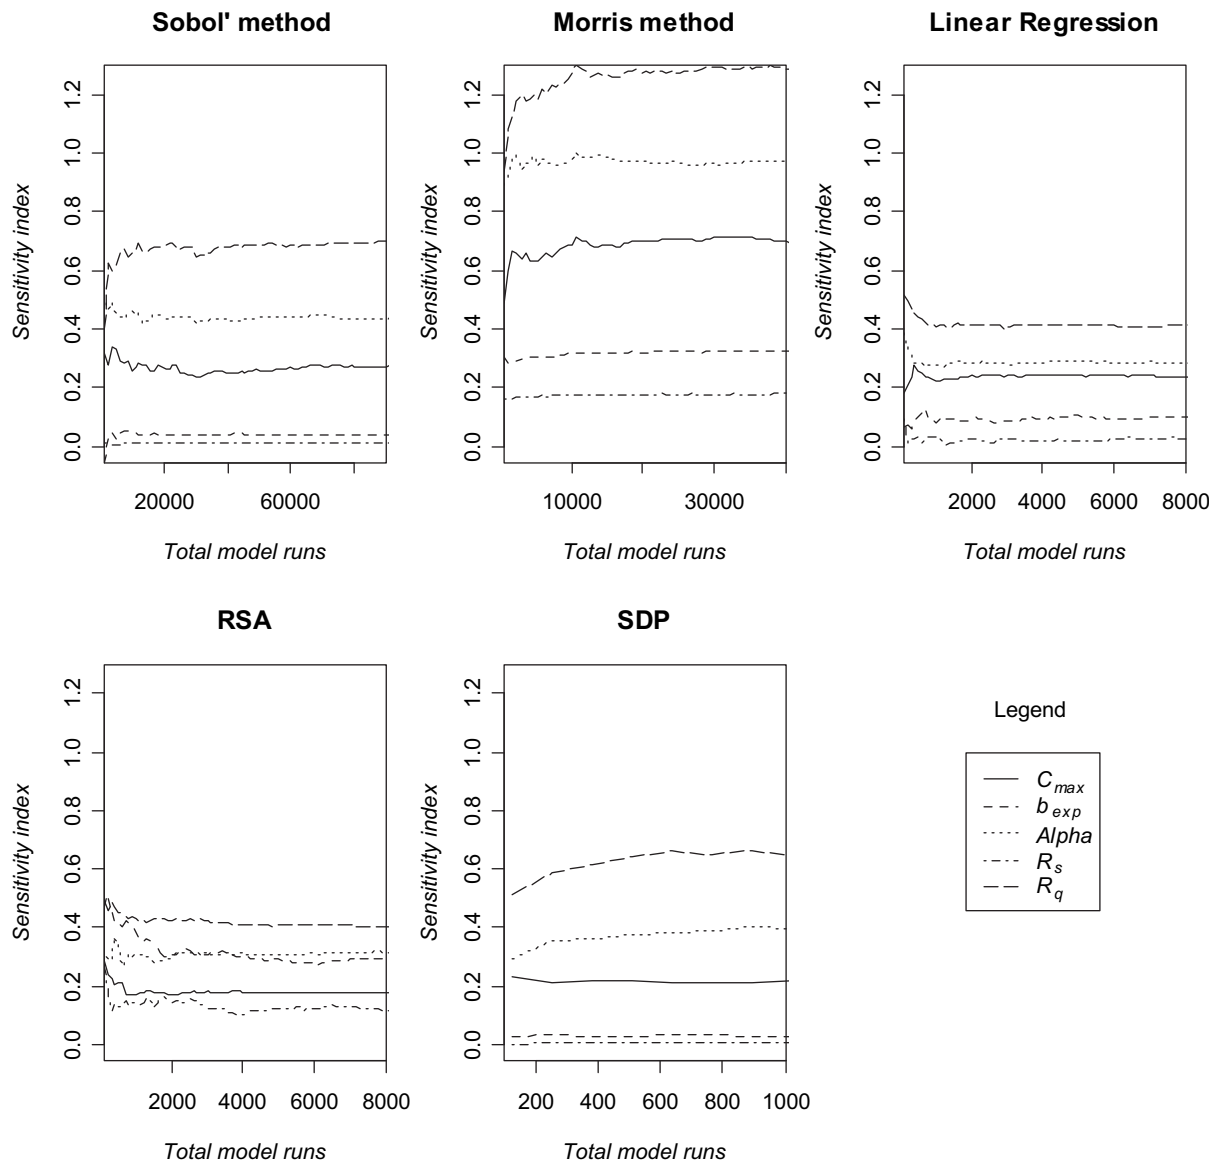 Sobol' method
Morris method
Linear Regression
Sensitivity index
0.0 0.2 0.4 0.6 0.8 1.0 1.2
20000 60000
Total model runs
Sensitivity index
0.0 0.2 0.4 0.6 0.8 1.0 1.2
10000 30000
Total model runs
Sensitivity index
0.0 0.2 0.4 0.6 0.8 1.0 1.2
2000 4000 6000 8000
Total model runs
RSA
SDP
Sensitivity index
0.0 0.2 0.4 0.6 0.8 1.0 1.2
2000 4000 6000 8000
Total model runs
Sensitivity index
0.0 0.2 0.4 0.6 0.8 1.0 1.2
200 400 600 800 1000
Total model runs
Legend
C max
b exp
Alpha
R s
R q